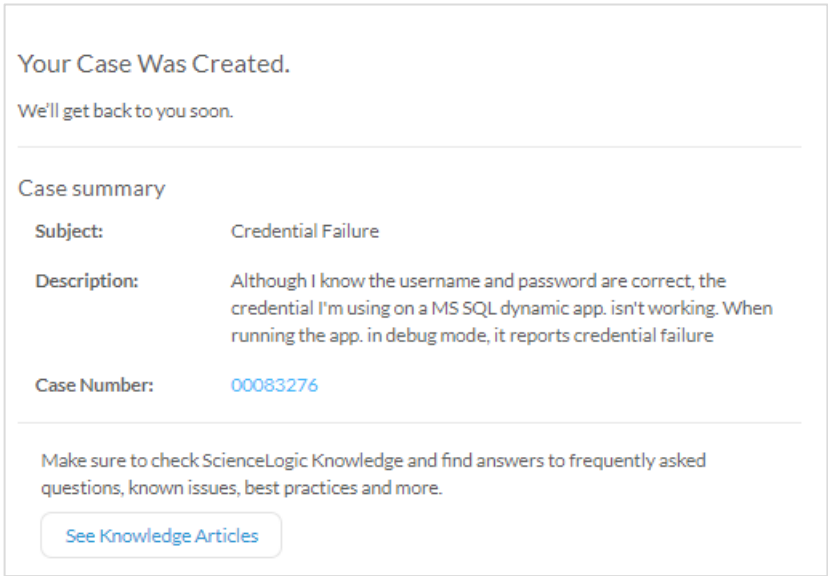 Your Case Was Created.
We'll get back to you soon.
Case summary
Subject: Credential Failure
Description: Although I know the username and password are correct, the
credential I'm using on a MS SQL dynamic app. isn't working. When
running the app. in debug mode, it reports credential failure
Case Number: 00083276
Make sure to check ScienceLogic Knowledge and find answers to frequently asked
questions, known issues, best practices and more.
See Knowledge Articles